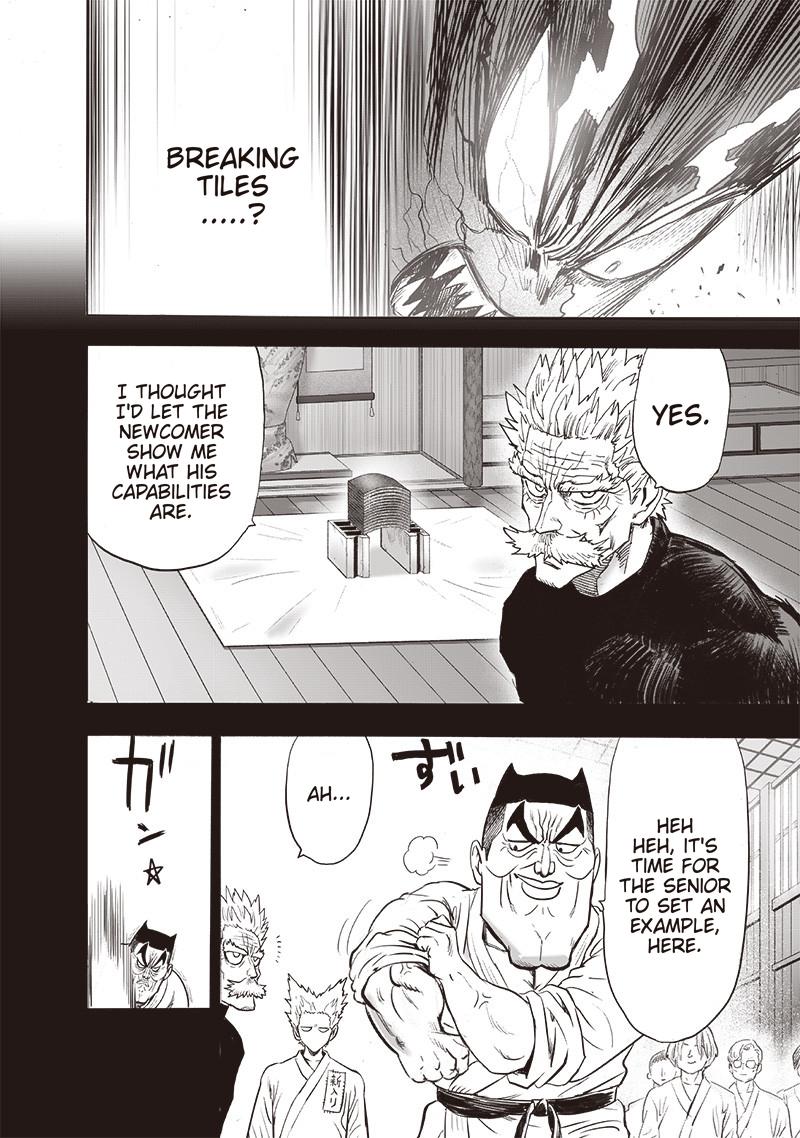 BREAKING
TILES
.....?
YES.
I THOUGHT
I'D LET THE
NEWCOMER
SHOW ME
WHAT HIS
CAPABILITIES
ARE.
HEH
HEH, IT'S
TIME FOR
THE SENIOR
TO SET AN
EXAMPLE,
HERE.
ずい
AH...
新入り
ガン☆